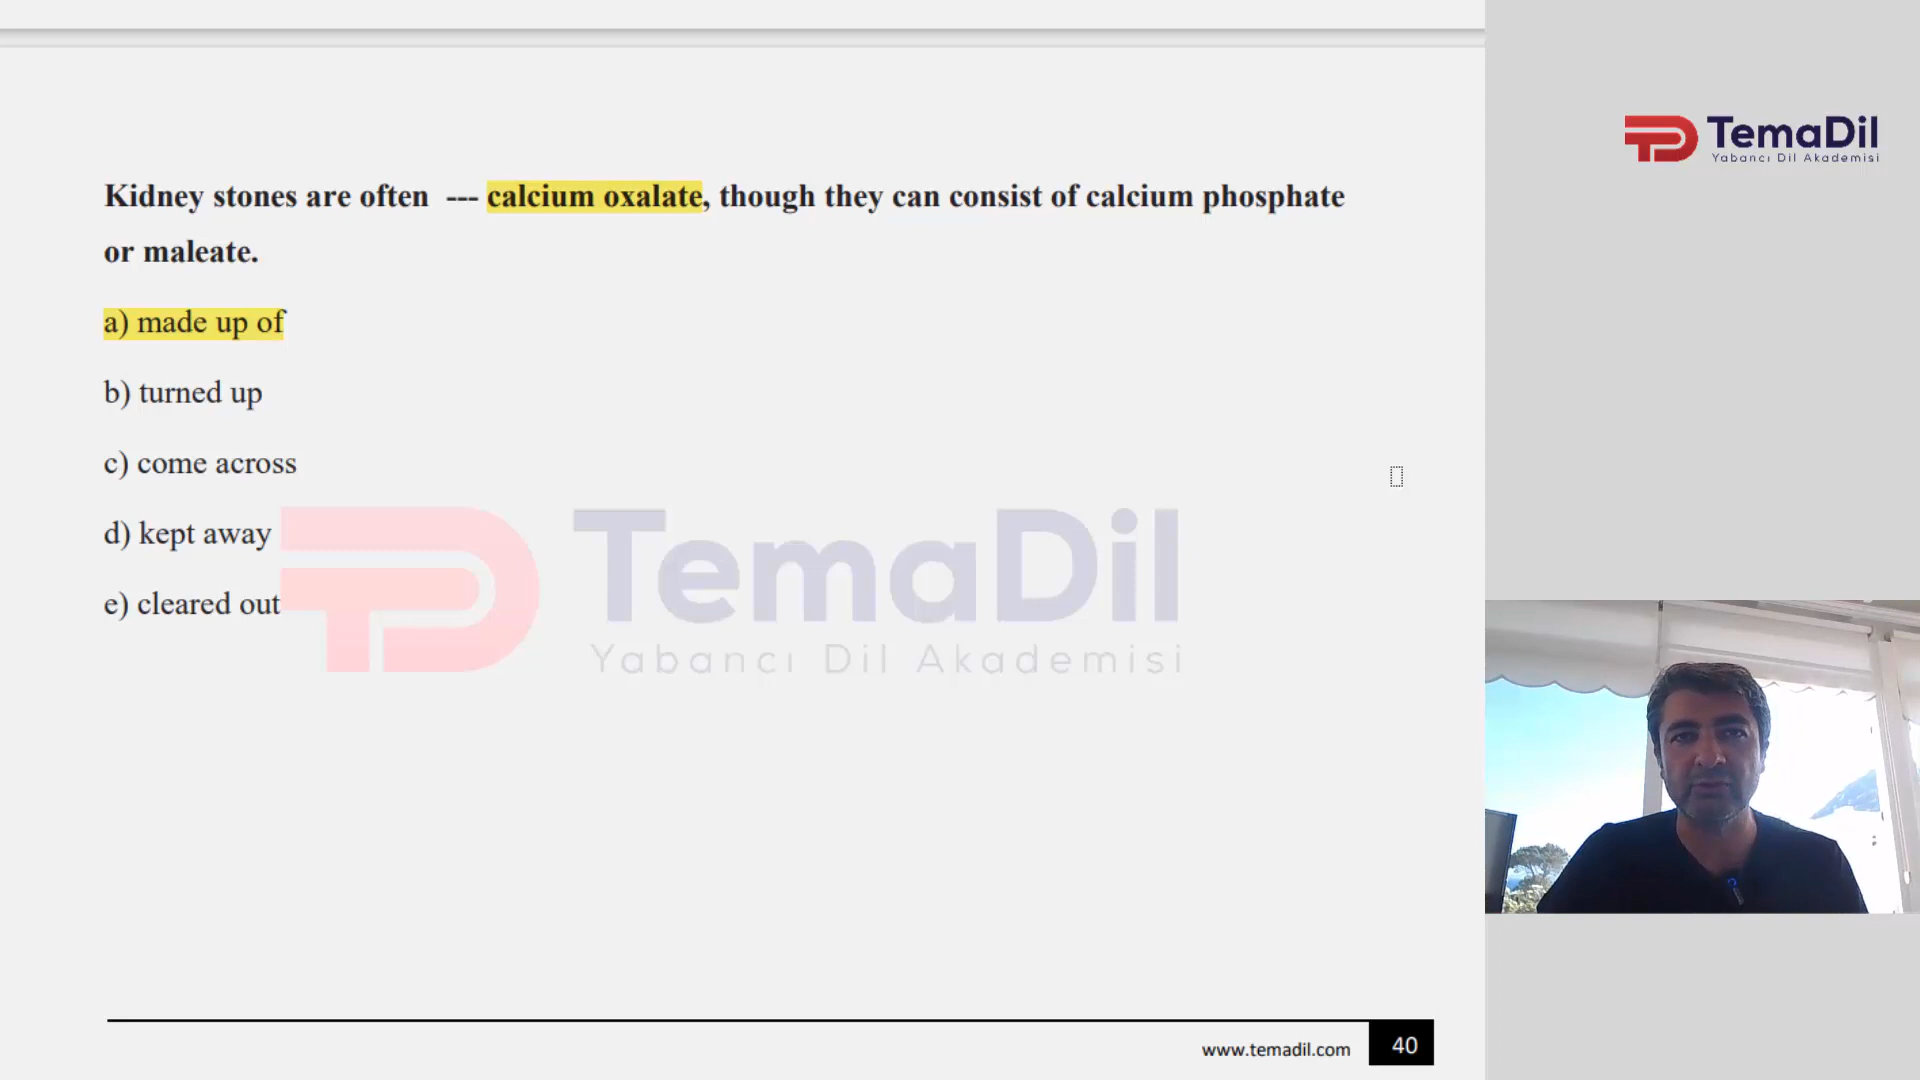 TemaDil
Yabancı Dil Akademisi
Kidney stones are often --- calcium oxalate, though they can consist of calcium phosphate
or maleate.
a) made up of
b) turned up
c) come across
d) kept away
e) cleared out
TemaDil
Yabancı Dil Akademisi
www.temadil.com
40